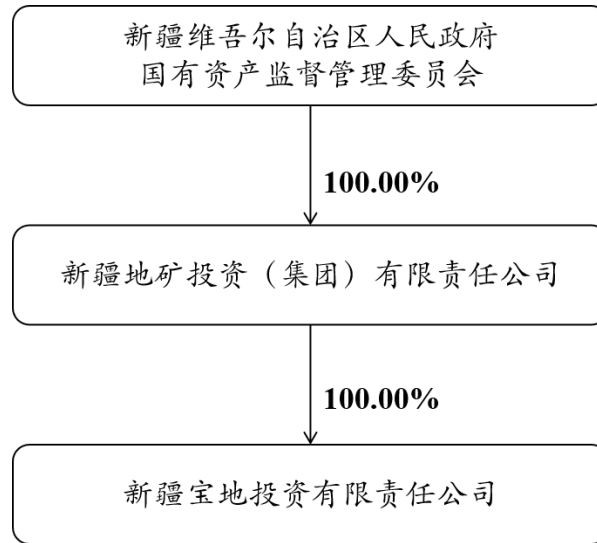 新疆维吾尔自治区人民政府
国有资产监督管理委员会
100.00%
新疆地矿投资（集团）有限责任公司
100.00%
新疆宝地投资有限责任公司